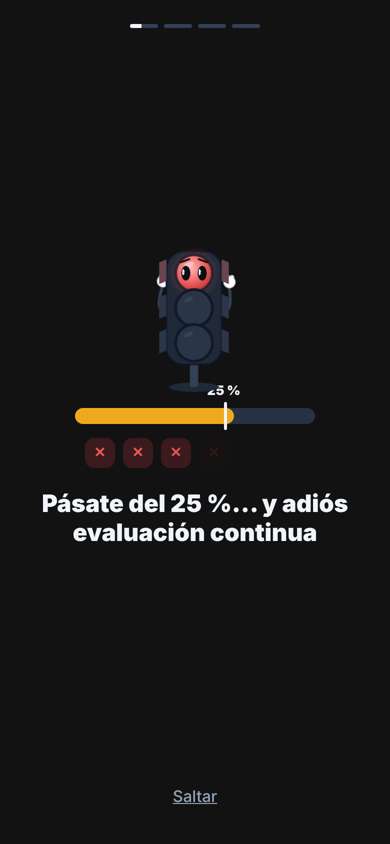 25 %
✕ ✕ ✕ ✕
Pásate del 25 %... y adiós
evaluación continua
Saltar